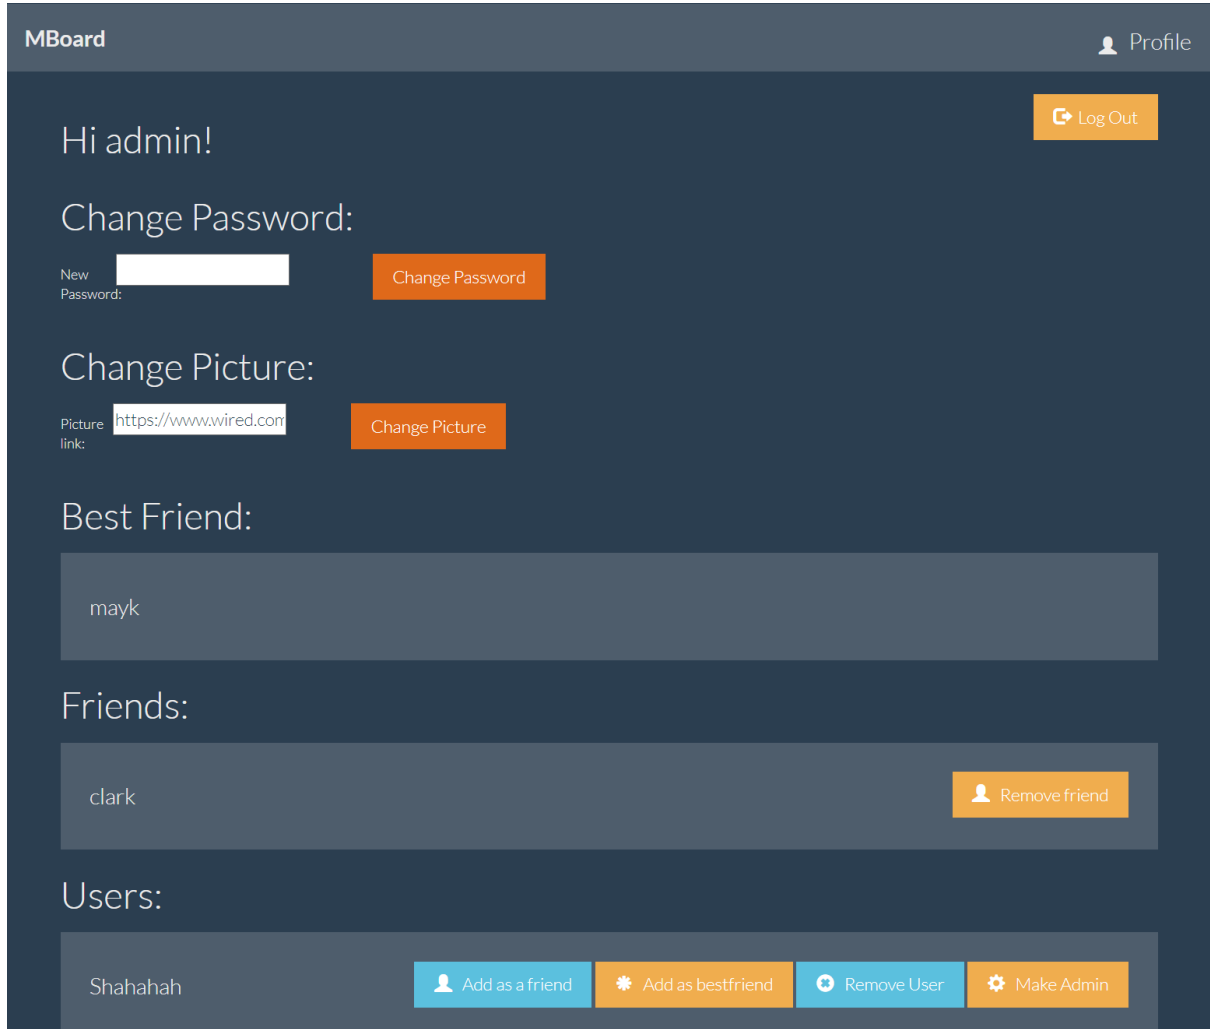 MBoard
Profile
Log Out
Hi admin!
Change Password:
New
Password:
Change Password
Change Picture:
Picture
link:
https://www.wired.com
Change Picture
Best Friend:
mayk
Friends:
clark
Remove friend
Users:
Shahahah
Add as a friend
Add as bestfriend
Remove User
Make Admin